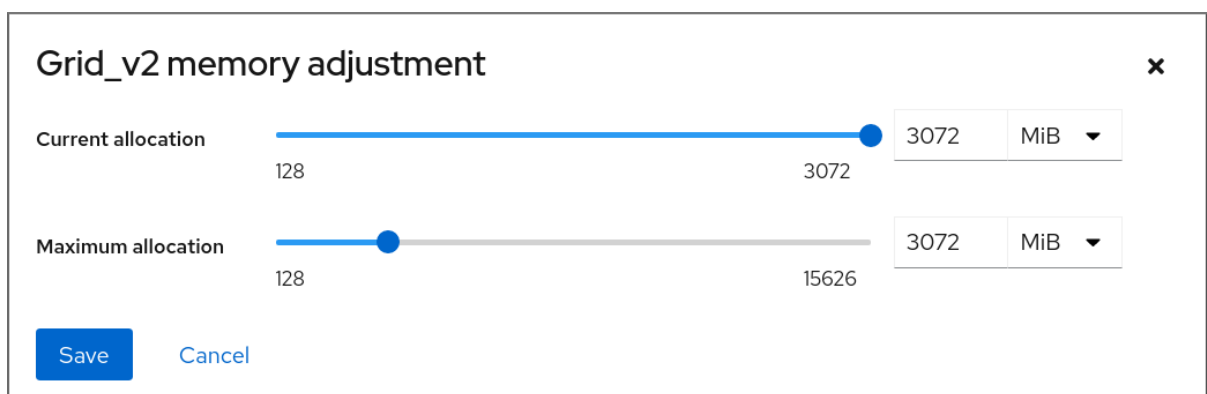 Grid_v2 memory adjustment
Current allocation
3072 MiB
128 3072
Maximum allocation
3072 MiB
128 15626
Save Cancel